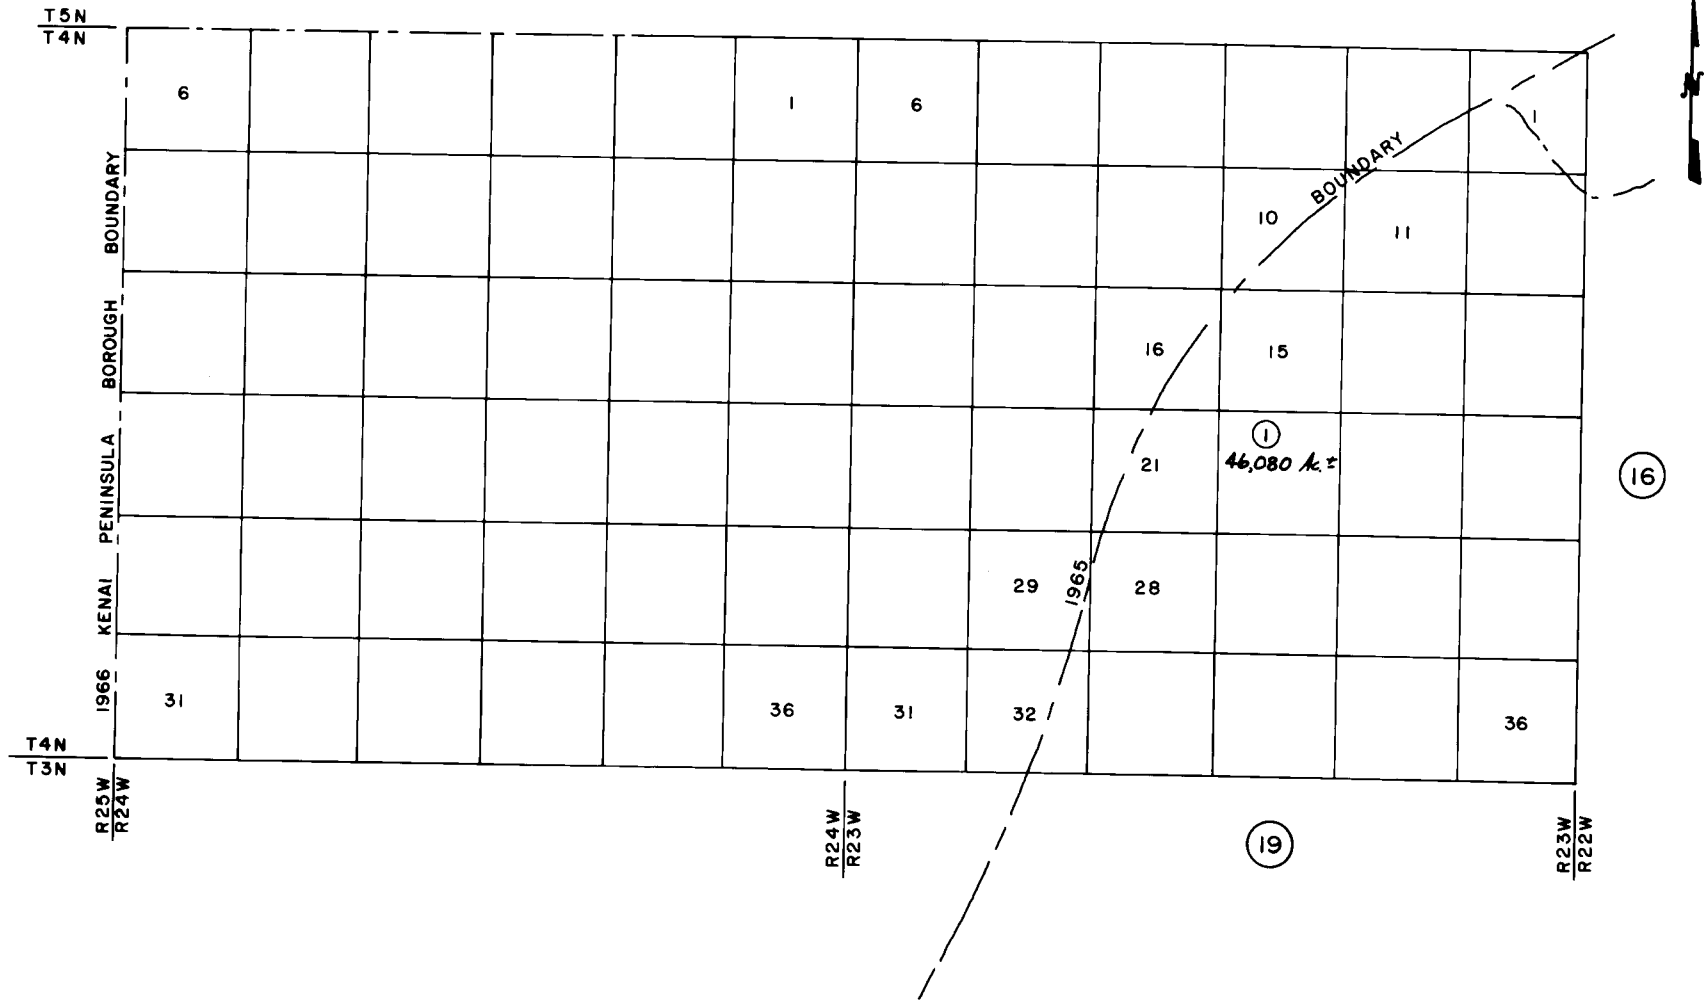 T5N
T4N
N
6
1
6
1
BOUNDARY
10
11
16
15
1
46,080 Ac.±
21
16
29
1965
28
31
36
31
32
36
1966 KENAI PENINSULA BOROUGH BOUNDARY
T4N
T3N
R25W
R24W
R24W
R23W
19
R23W
R22W